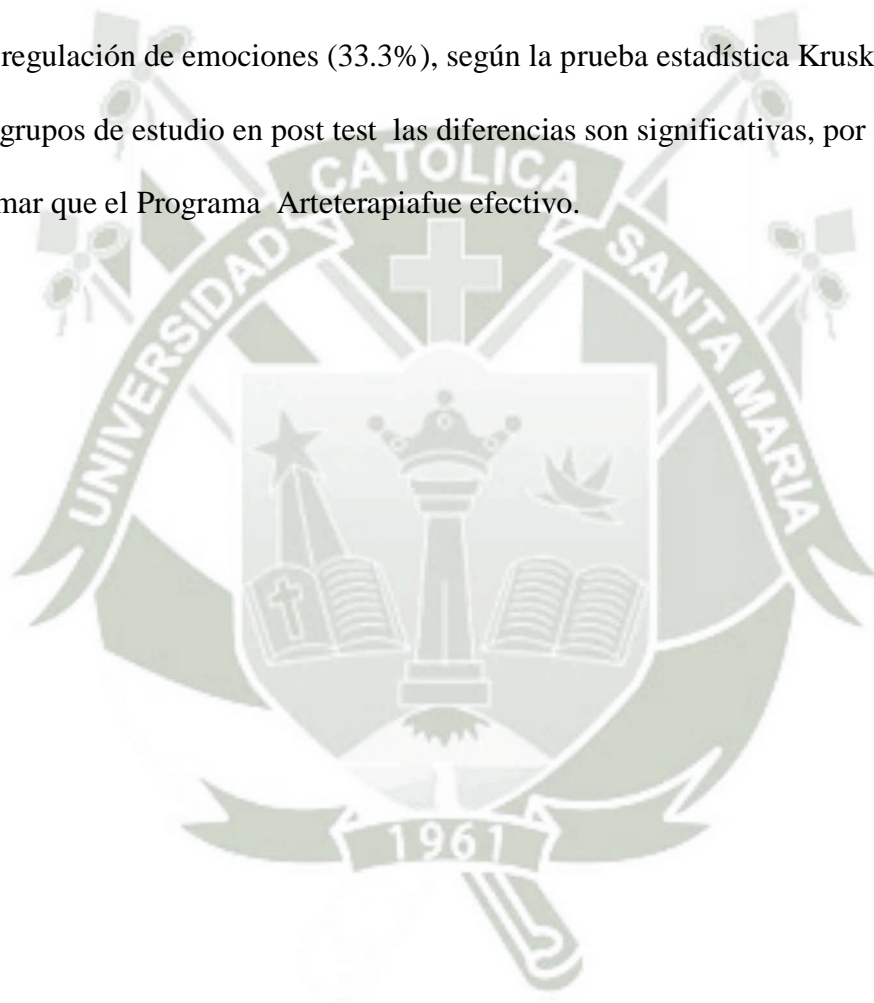 regulación de emociones (33.3%), según la prueba estadística Krusk
grupos de estudio en post test las diferencias son significativas, por
mar que el Programa Arteterapiafue efectivo.
UNIVERSIDAD CATÓLICA SANTA MARIA
1961